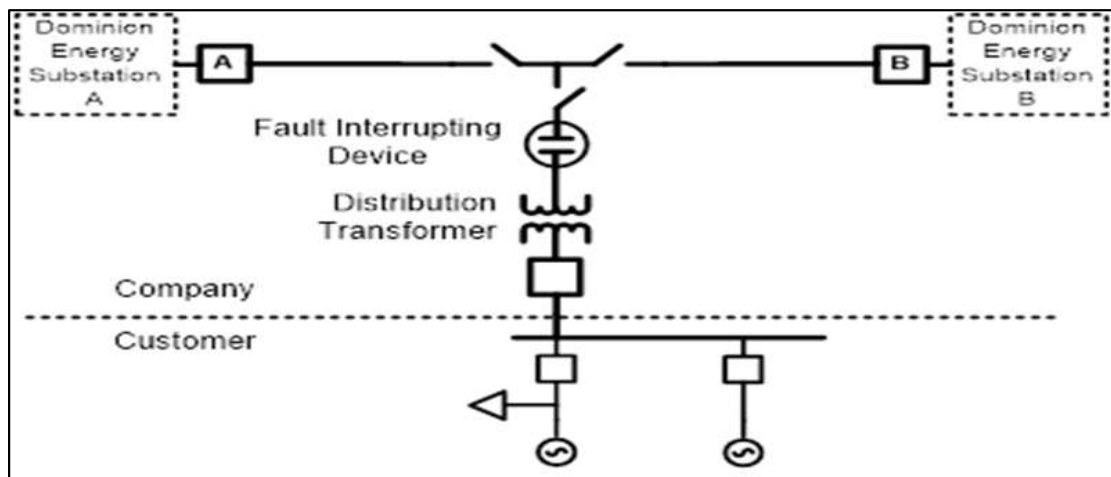 Dominion
Energy
Substation
A
A
B
Dominion
Energy
Substation
B
Fault Interrupting
Device
Distribution
Transformer
Company
Customer